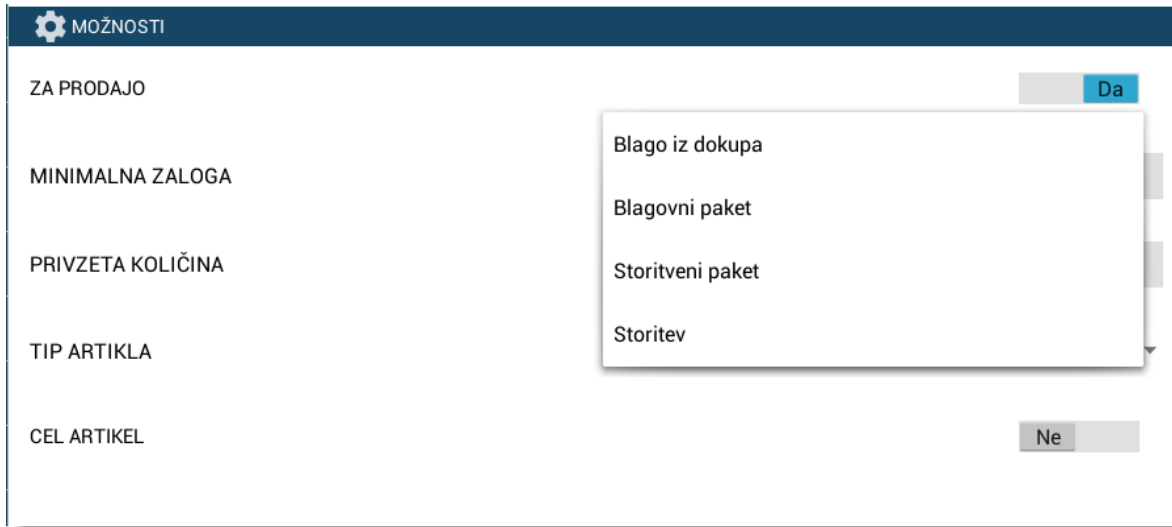 MOŽNOSTI
ZA PRODAJO
Da
Blago iz dokupa
MINIMALNA ZALOGA
Blagovni paket
PRIVZETA KOLIČINA
Storitveni paket
Storitev
TIP ARTIKLA
CEL ARTIKEL
Ne